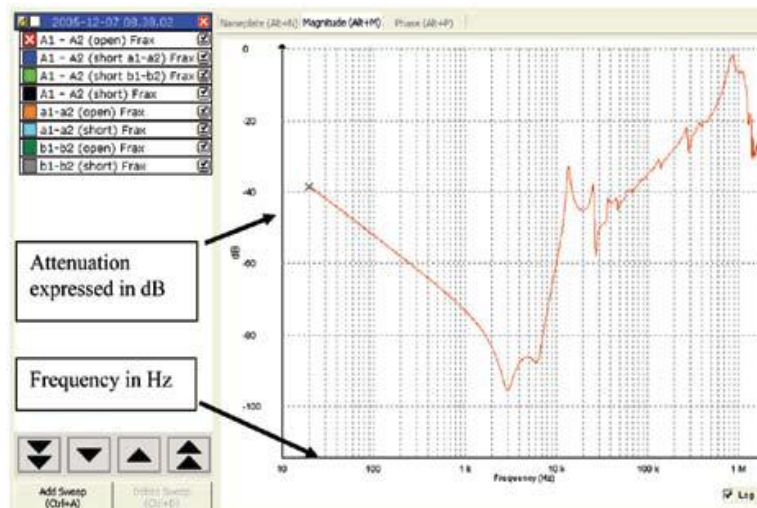 2005-12-07 09.38.02
A1 - A2 (open) Frax
A1 - A2 (short a1-a2) Frax
A1 - A2 (short b1-b2) Frax
A1 - A2 (short) Frax
a1-a2 (open) Frax
a1-a2 (short) Frax
b1-b2 (open) Frax
b1-b2 (short) Frax
Attenuation
expressed in dB
Frequency in Hz
Add Sweep
(Ctrl+A)
Delete Sweep
(Ctrl+D)
Nameplate (Alt+N) Magnitude (Alt+M) Phase (Alt+P)
0
-20
-40
-60
-80
-100
dB
10 100 1 k 10 k 100 k 1 M
Frequency (Hz)
Log